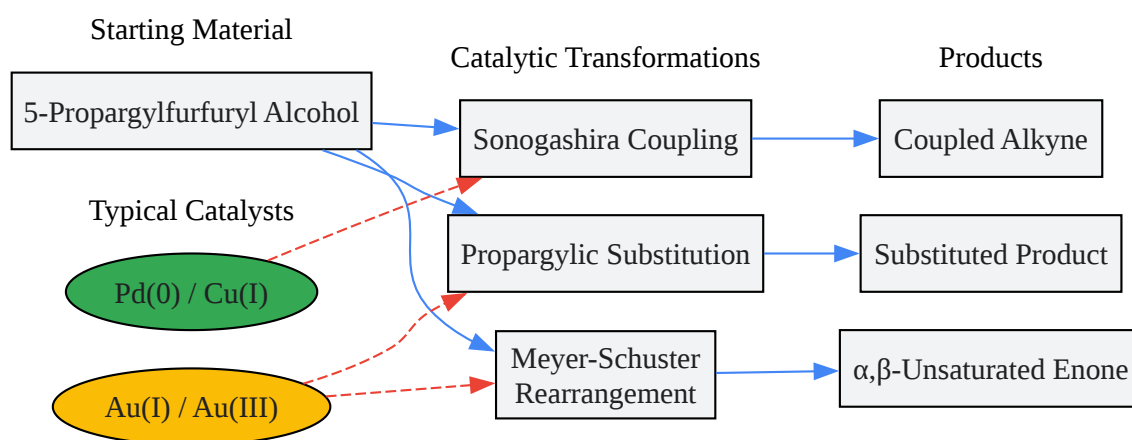 Starting Material
5-Propargylfurfuryl Alcohol
Typical Catalysts
Pd(0) / Cu(I)
Au(I) / Au(III)
Catalytic Transformations
Sonogashira Coupling
Propargylic Substitution
Meyer-Schuster
Rearrangement
Products
Coupled Alkyne
Substituted Product
α,β-Unsaturated Enone